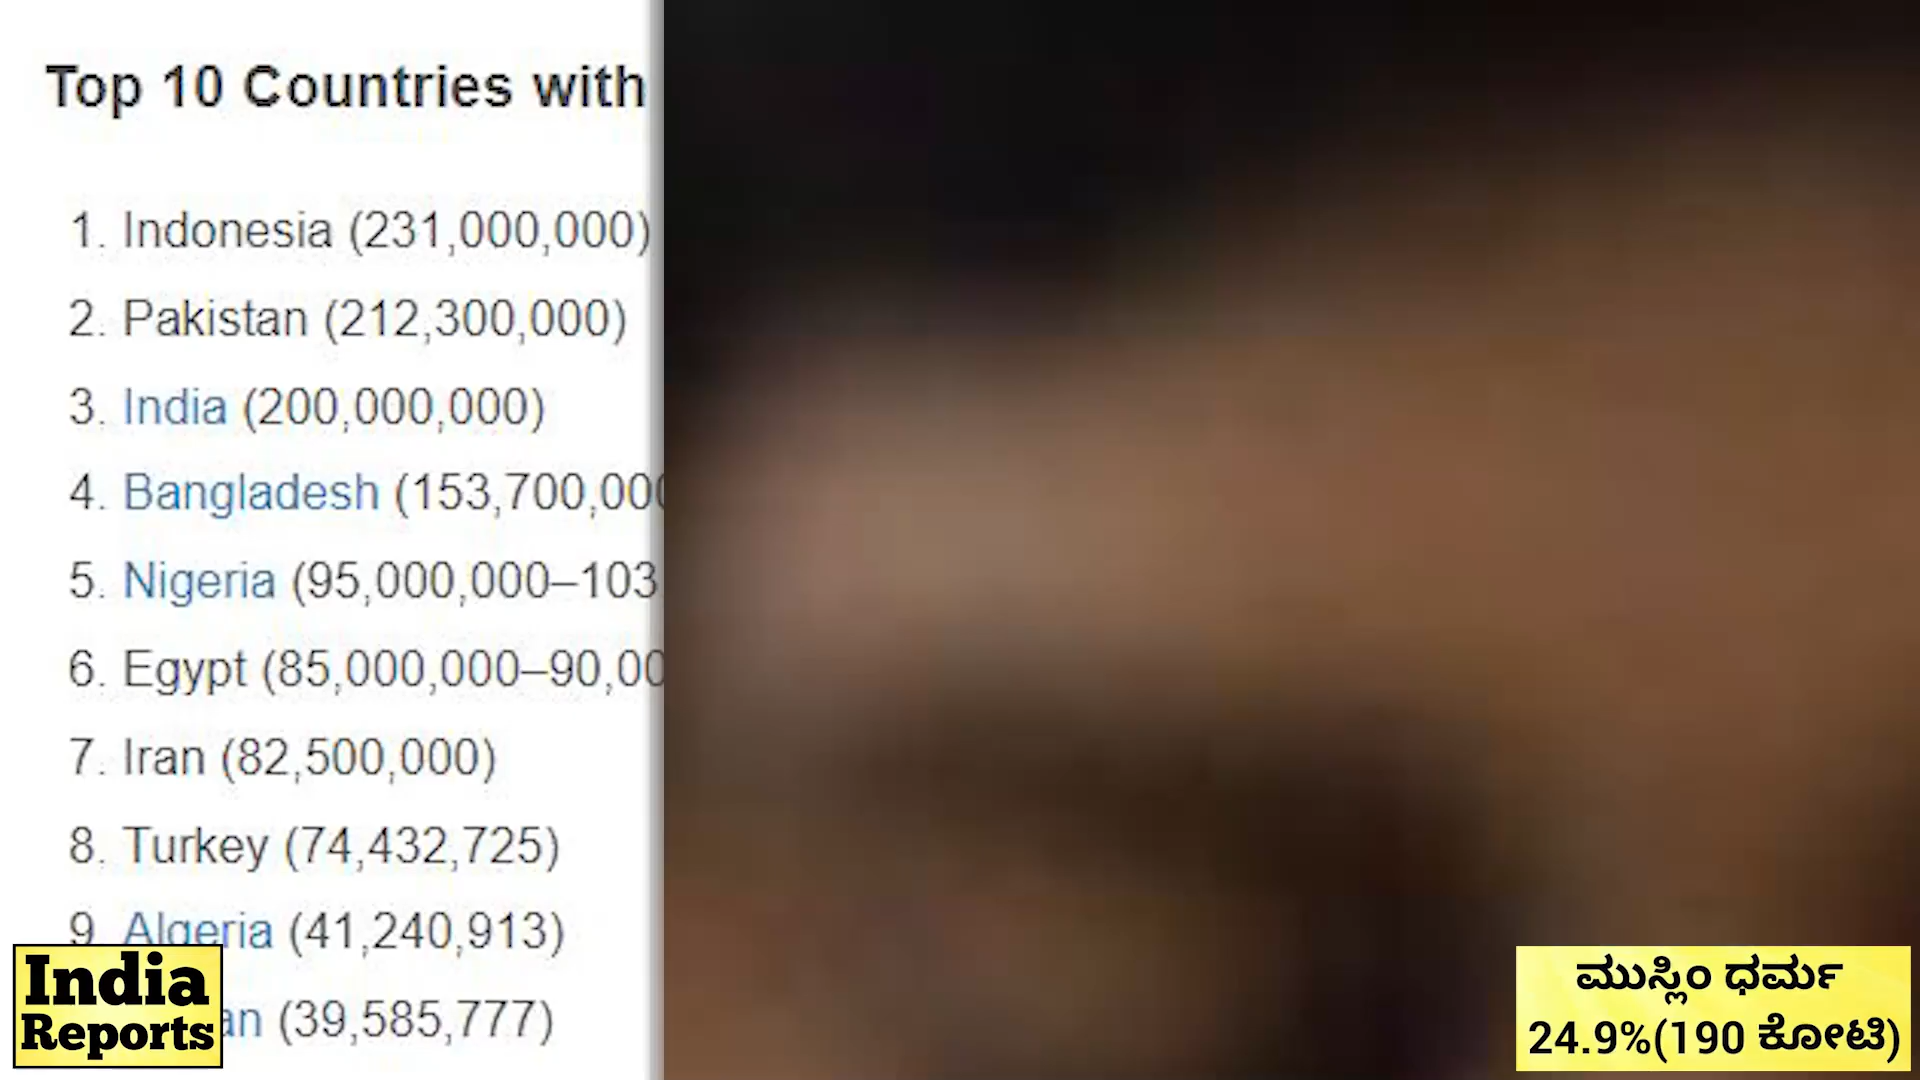 Top 10 Countries with
1. Indonesia (231,000,000)
2. Pakistan (212,300,000)
3. India (200,000,000)
4. Bangladesh (153,700,000
5. Nigeria (95,000,000–103
6. Egypt (85,000,000–90,00
7. Iran (82,500,000)
8. Turkey (74,432,725)
9. Algeria (41,240,913)
an (39,585,777)
India
Reports
ಮುಸ್ಲಿಂ ಧರ್ಮ
24.9%(190 ಕೋಟಿ)